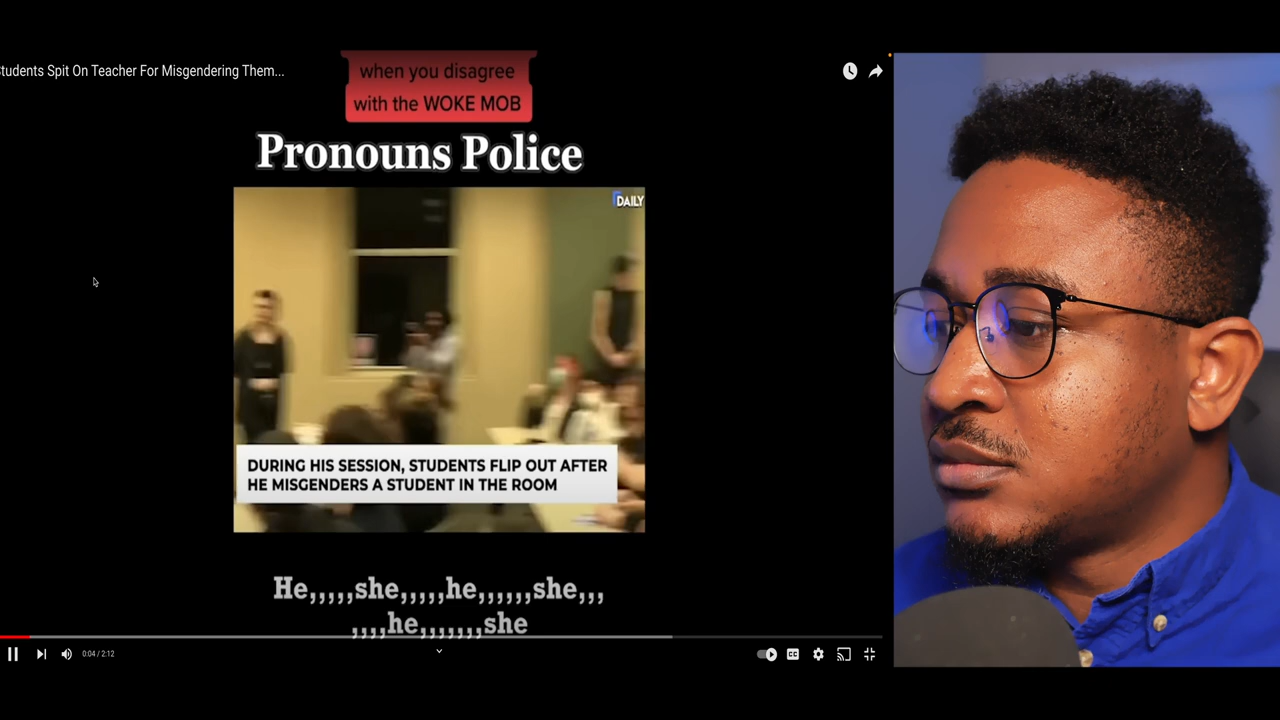 tudents Spit On Teacher For Misgendering Them...
when you disagree
with the WOKE MOB
Pronouns Police
DAILY
DURING HIS SESSION, STUDENTS FLIP OUT AFTER
HE MISGENDERS A STUDENT IN THE ROOM
He,,,,,she,,,,,he,,,,,,she,,,
,,,,he,,,,,,,she
0:04 / 2:12
CC